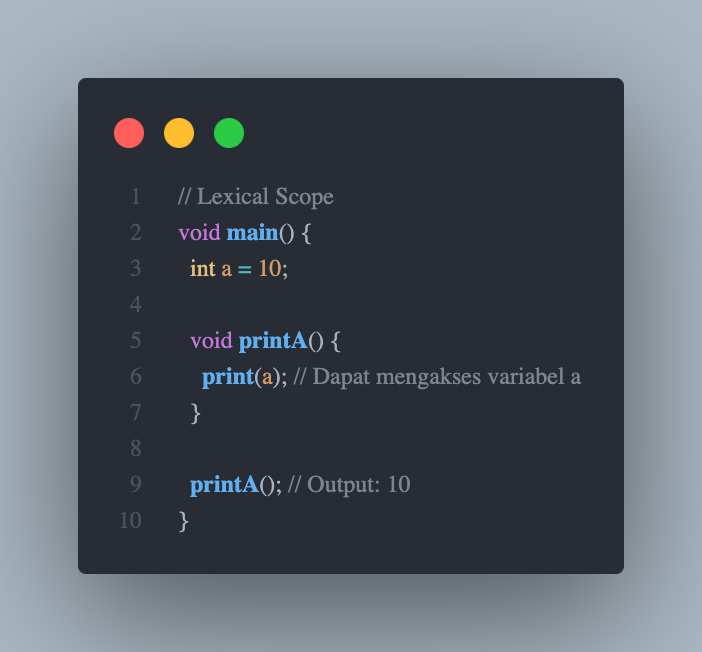 1 // Lexical Scope
2 void main() {
3 int a = 10;
4
5 void printA() {
6 print(a); // Dapat mengakses variabel a
7 }
8
9 printA(); // Output: 10
10 }